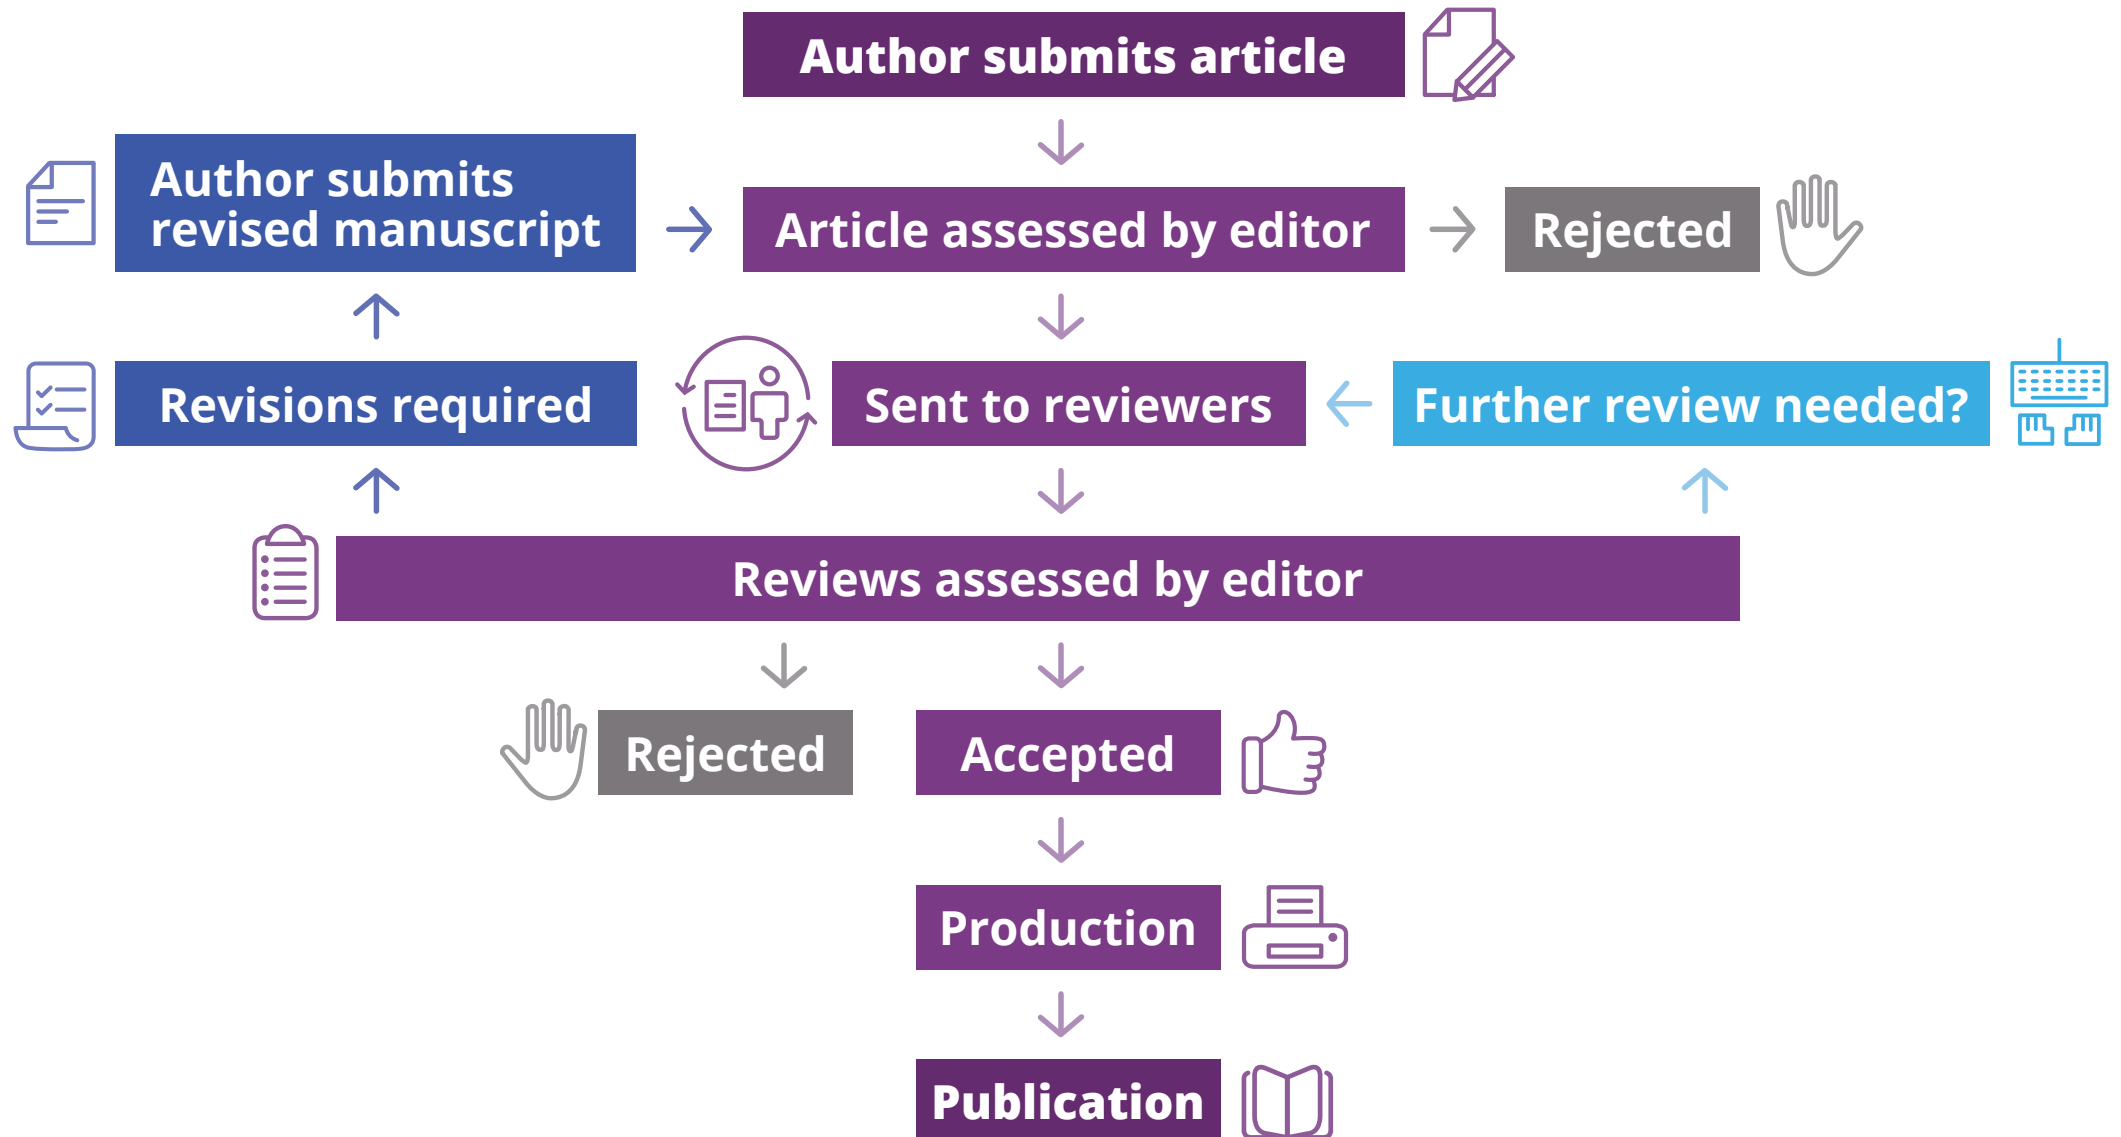 Author submits article
Author submits
revised manuscript
Article assessed by editor
Rejected
Revisions required
Sent to reviewers
Further review needed?
Reviews assessed by editor
Rejected
Accepted
Production
Publication